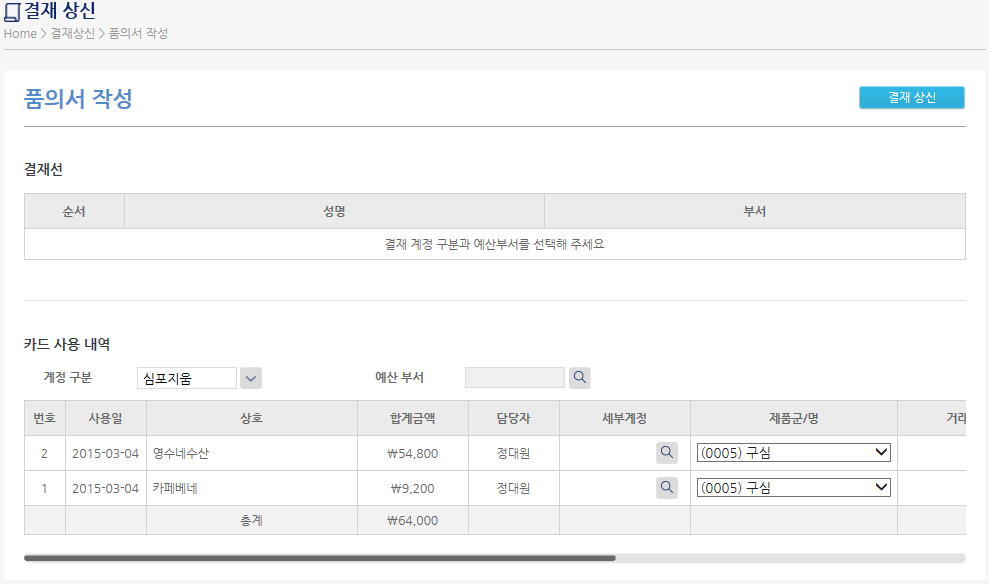 결재 상신
Home > 결재상신 > 품의서 작성
품의서 작성
결재 상신
결재선
순서 성명 부서
결재 계정 구분과 예산부서를 선택해 주세요
카드 사용 내역
계정 구분 심포지움 예산 부서
번호 사용일 상호 합계금액 담당자 세부계정 제품군/명 거래
2 2015-03-04 영수네수산 ₩54,800 정대원 (0005) 구심
1 2015-03-04 카페베네 ₩9,200 정대원 (0005) 구심
총계 ₩64,000